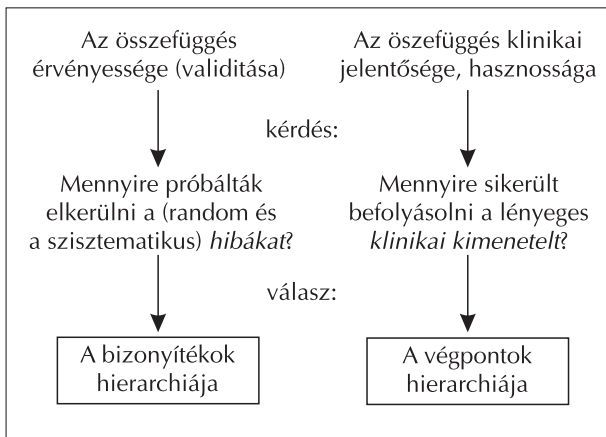 Az összefüggés
érvényessége (validitása)
Az öszefüggés klinikai
jelentősége, hasznossága
kérdés:
Mennyire próbálták
elkerülni a (random és
a szisztematikus) hibákat?
Mennyire sikerült
befolyásolni a lényeges
klinikai kimenetelt?
válasz:
A bizonyítékok
hierarchiája
A végpontok
hierarchiája